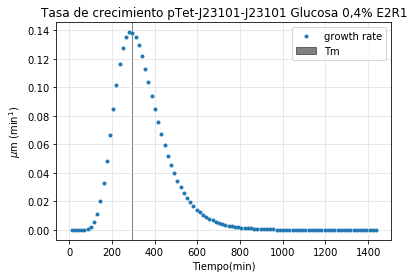 Tasa de crecimiento pTet-J23101-J23101 Glucosa 0,4% E2R1
growth rate
Tm
0.14
0.12
0.10
0.08
0.06
0.04
0.02
0.00
μm (min¹)
0 200 400 600 800 1000 1200 1400
Tiempo(min)